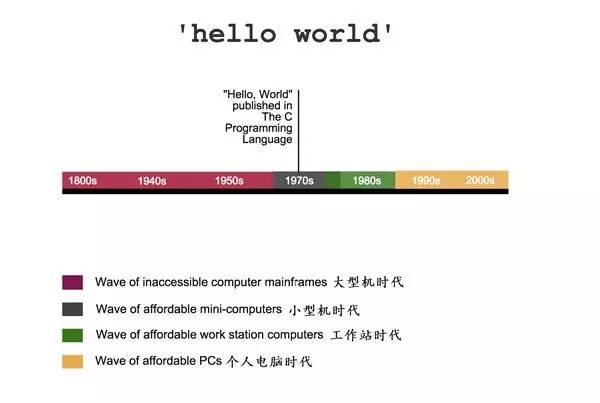 'hello world'
"Hello, World"
published in
The C
Programming
Language
1800s 1940s 1950s 1970s 1980s 1990s 2000s
Wave of inaccessible computer mainframes 大型机时代
Wave of affordable mini-computers 小型机时代
Wave of affordable work station computers 工作站时代
Wave of affordable PCs 个人电脑时代